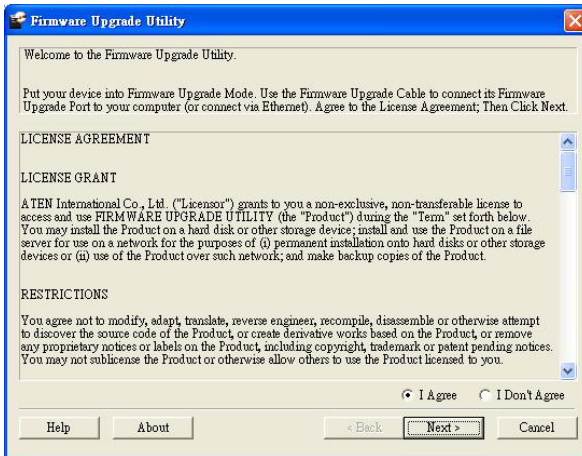 Firmware Upgrade Utility
Welcome to the Firmware Upgrade Utility.
Put your device into Firmware Upgrade Mode. Use the Firmware Upgrade Cable to connect its Firmware
Upgrade Port to your computer (or connect via Ethernet). Agree to the License Agreement; Then Click Next.
LICENSE AGREEMENT
LICENSE GRANT
ATEN International Co., Ltd. ("Licensor") grants to you a non-exclusive, non-transferable license to
access and use FIRMWARE UPGRADE UTILITY (the "Product") during the "Term" set forth below.
You may install the Product on a hard disk or other storage device; install and use the Product on a file
server for use on a network for the purposes of (i) permanent installation onto hard disks or other storage
devices or (ii) use of the Product over such network; and make backup copies of the Product.
RESTRICTIONS
You agree not to modify, adapt, translate, reverse engineer, recompile, disassemble or otherwise attempt
to discover the source code of the Product, or create derivative works based on the Product, or remove
any proprietary notices or labels on the Product, including copyright, trademark or patent pending notices.
You may not sublicense the Product or otherwise allow others to use the Product licensed to you.
I Agree
I Don't Agree
Help
About
< Back
Next >
Cancel